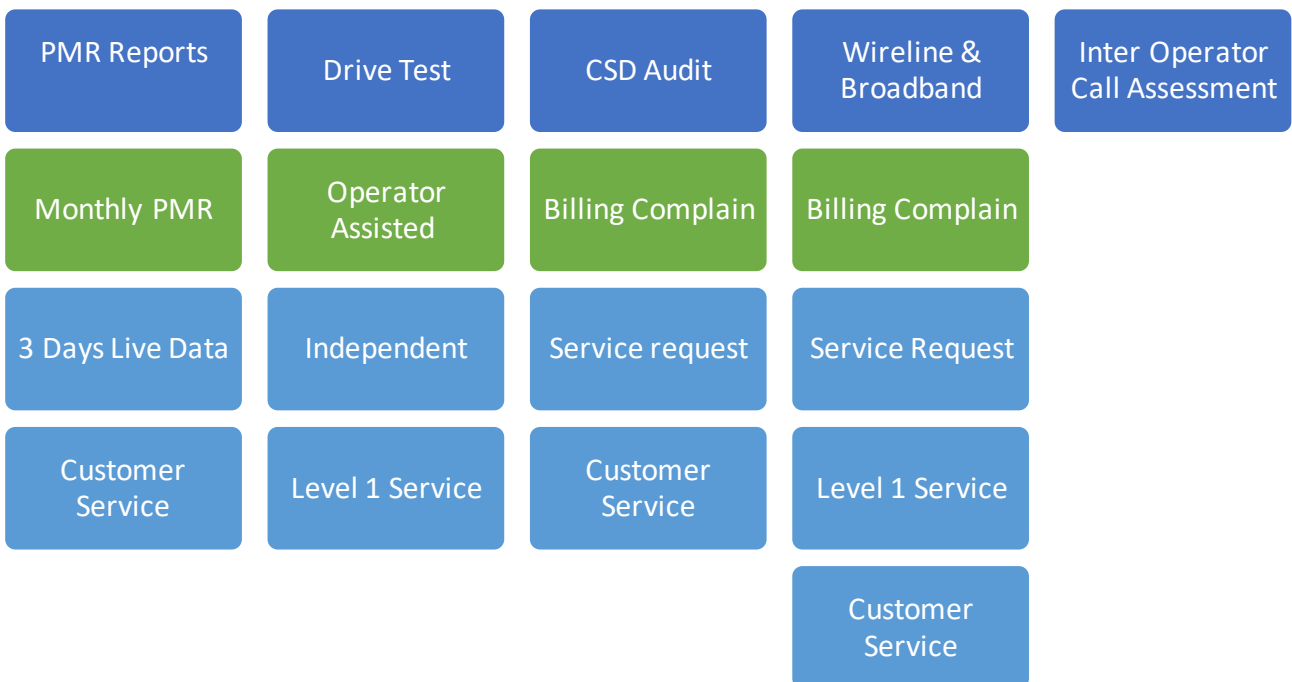 PMR Reports
Drive Test
CSD Audit
Wireline &
Broadband
Inter Operator
Call Assessment
Monthly PMR
Operator
Assisted
Billing Complain
Billing Complain
3 Days Live Data
Independent
Service request
Service Request
Customer
Service
Level 1 Service
Customer
Service
Level 1 Service
Customer
Service